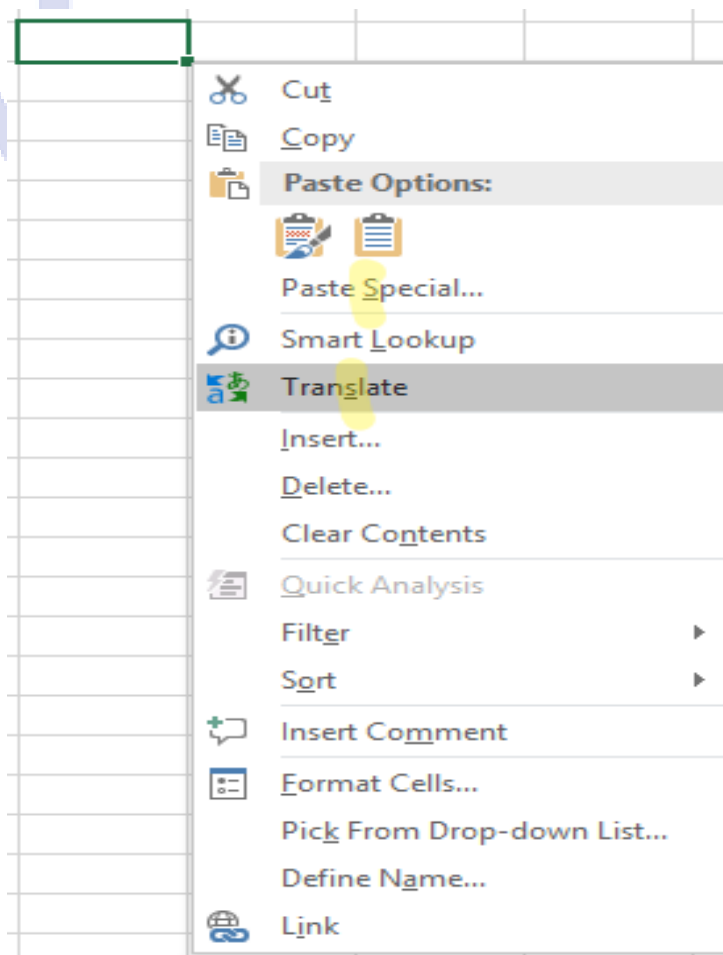 Cut
Copy
Paste Options:
Paste Special...
Smart Lookup
Translate
Insert...
Delete...
Clear Contents
Quick Analysis
Filter
Sort
Insert Comment
Format Cells...
Pick From Drop-down List...
Define Name...
Link